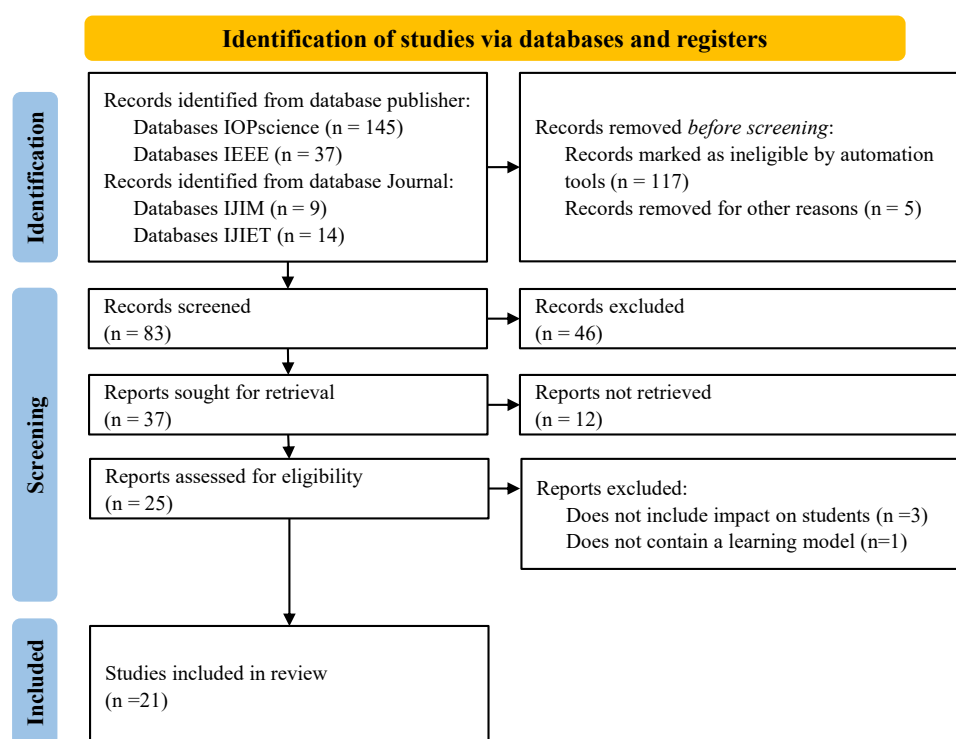 Identification of studies via databases and registers
Identification
Records identified from database publisher:
Databases IOPscience (n = 145)
Databases IEEE (n = 37)
Records identified from database Journal:
Databases IJIM (n = 9)
Databases IJIET (n = 14)
Records removed before screening:
Records marked as ineligible by automation
tools (n = 117)
Records removed for other reasons (n = 5)
Screening
Records screened
(n = 83)
Records excluded
(n = 46)
Reports sought for retrieval
(n = 37)
Reports not retrieved
(n = 12)
Reports assessed for eligibility
(n = 25)
Reports excluded:
Does not include impact on students (n =3)
Does not contain a learning model (n=1)
Included
Studies included in review
(n =21)